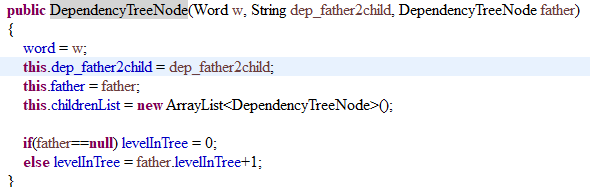 public DependencyTreeNode(Word w, String dep_father2child, DependencyTreeNode father)
{
word = w;
this.dep_father2child = dep_father2child;
this.father = father;
this.childrenList = new ArrayList<DependencyTreeNode>();
if(father==null) levelInTree = 0;
else levelInTree = father.levelInTree+1;
}